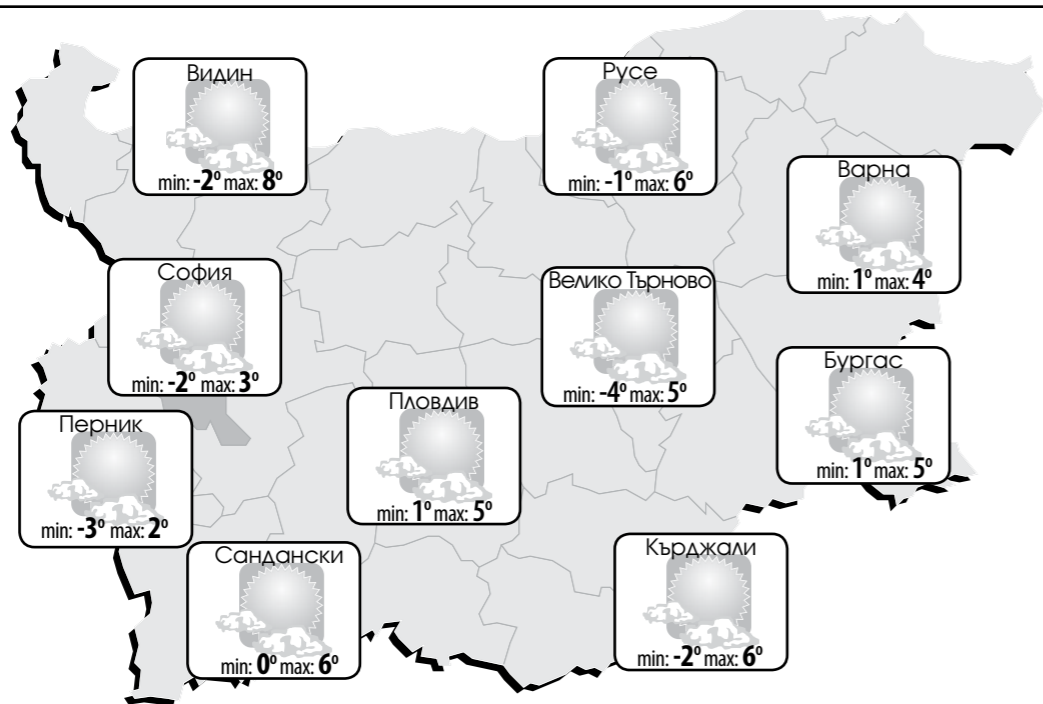 Видин
min: -2° max: 8°
Русе
min: -1° max: 6°
Варна
min: 1° max: 4°
София
min: -2° max: 3°
Велико Търново
min: -4° max: 5°
Бургас
min: 1° max: 5°
Пловдив
min: 1° max: 5°
Перник
min: -3° max: 2°
Сандански
min: 0° max: 6°
Кърджали
min: -2° max: 6°